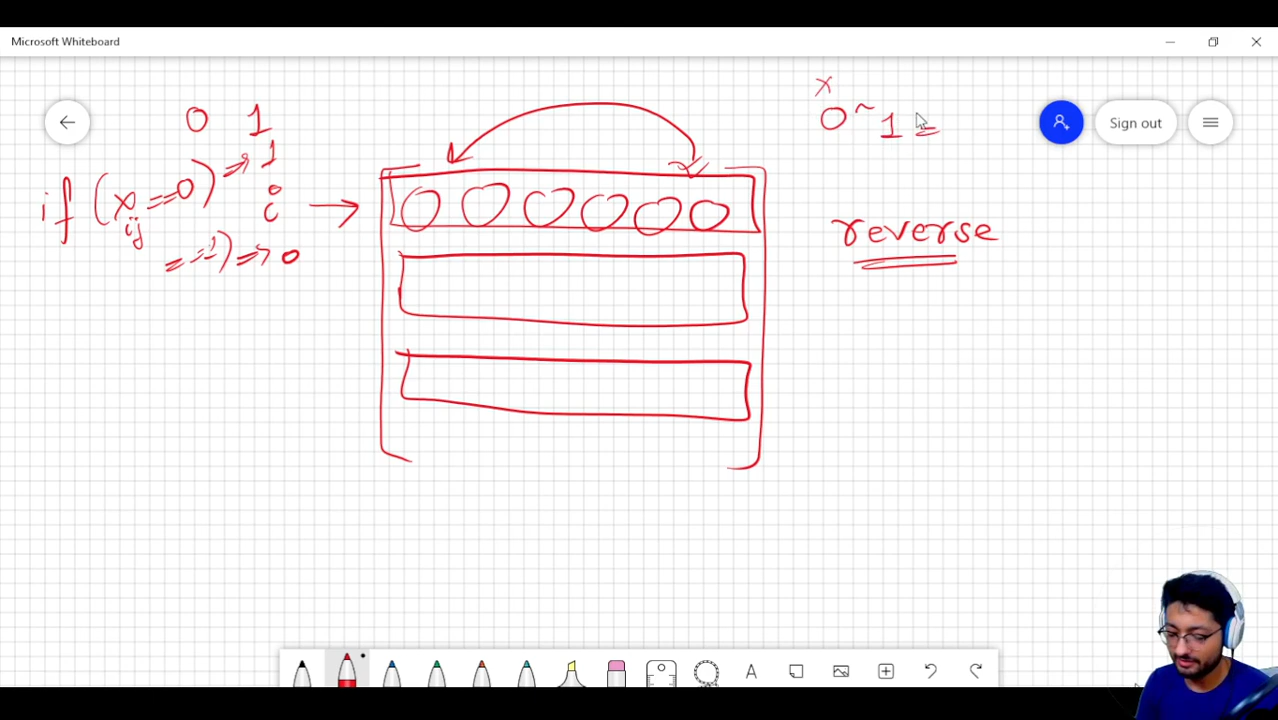 Microsoft Whiteboard
Sign out
x
0 ~ 1
0 1
if (x==0) => 1
ij
i
== 1) => 0
reverse
A